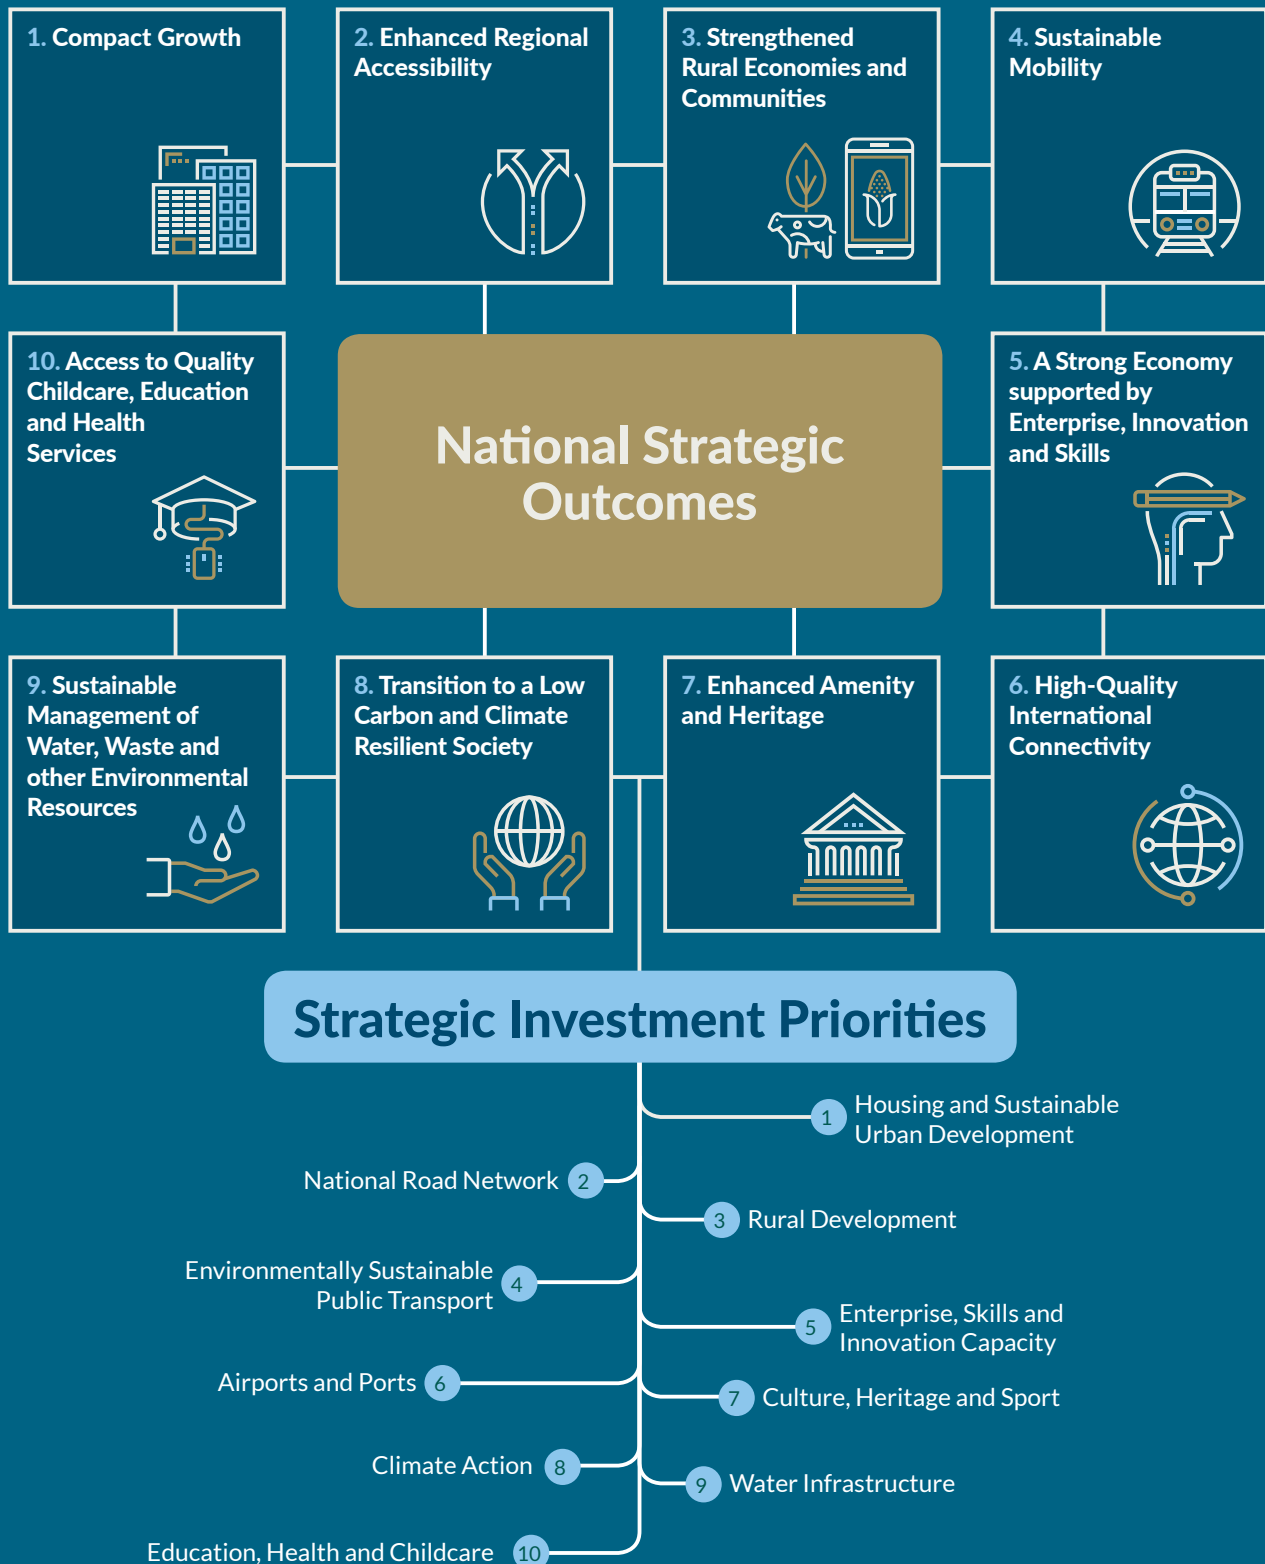 1. Compact Growth
2. Enhanced Regional
Accessibility
3. Strengthened
Rural Economies and
Communities
4. Sustainable
Mobility
10. Access to Quality
Childcare, Education
and Health
Services
National Strategic
Outcomes
5. A Strong Economy
supported by
Enterprise, Innovation
and Skills
9. Sustainable
Management of
Water, Waste and
other Environmental
Resources
8. Transition to a Low
Carbon and Climate
Resilient Society
7. Enhanced Amenity
and Heritage
6. High-Quality
International
Connectivity
Strategic Investment Priorities
1 Housing and Sustainable
Urban Development
National Road Network 2
3 Rural Development
Environmentally Sustainable
Public Transport 4
5 Enterprise, Skills and
Innovation Capacity
Airports and Ports 6
7 Culture, Heritage and Sport
Climate Action 8
9 Water Infrastructure
Education, Health and Childcare 10